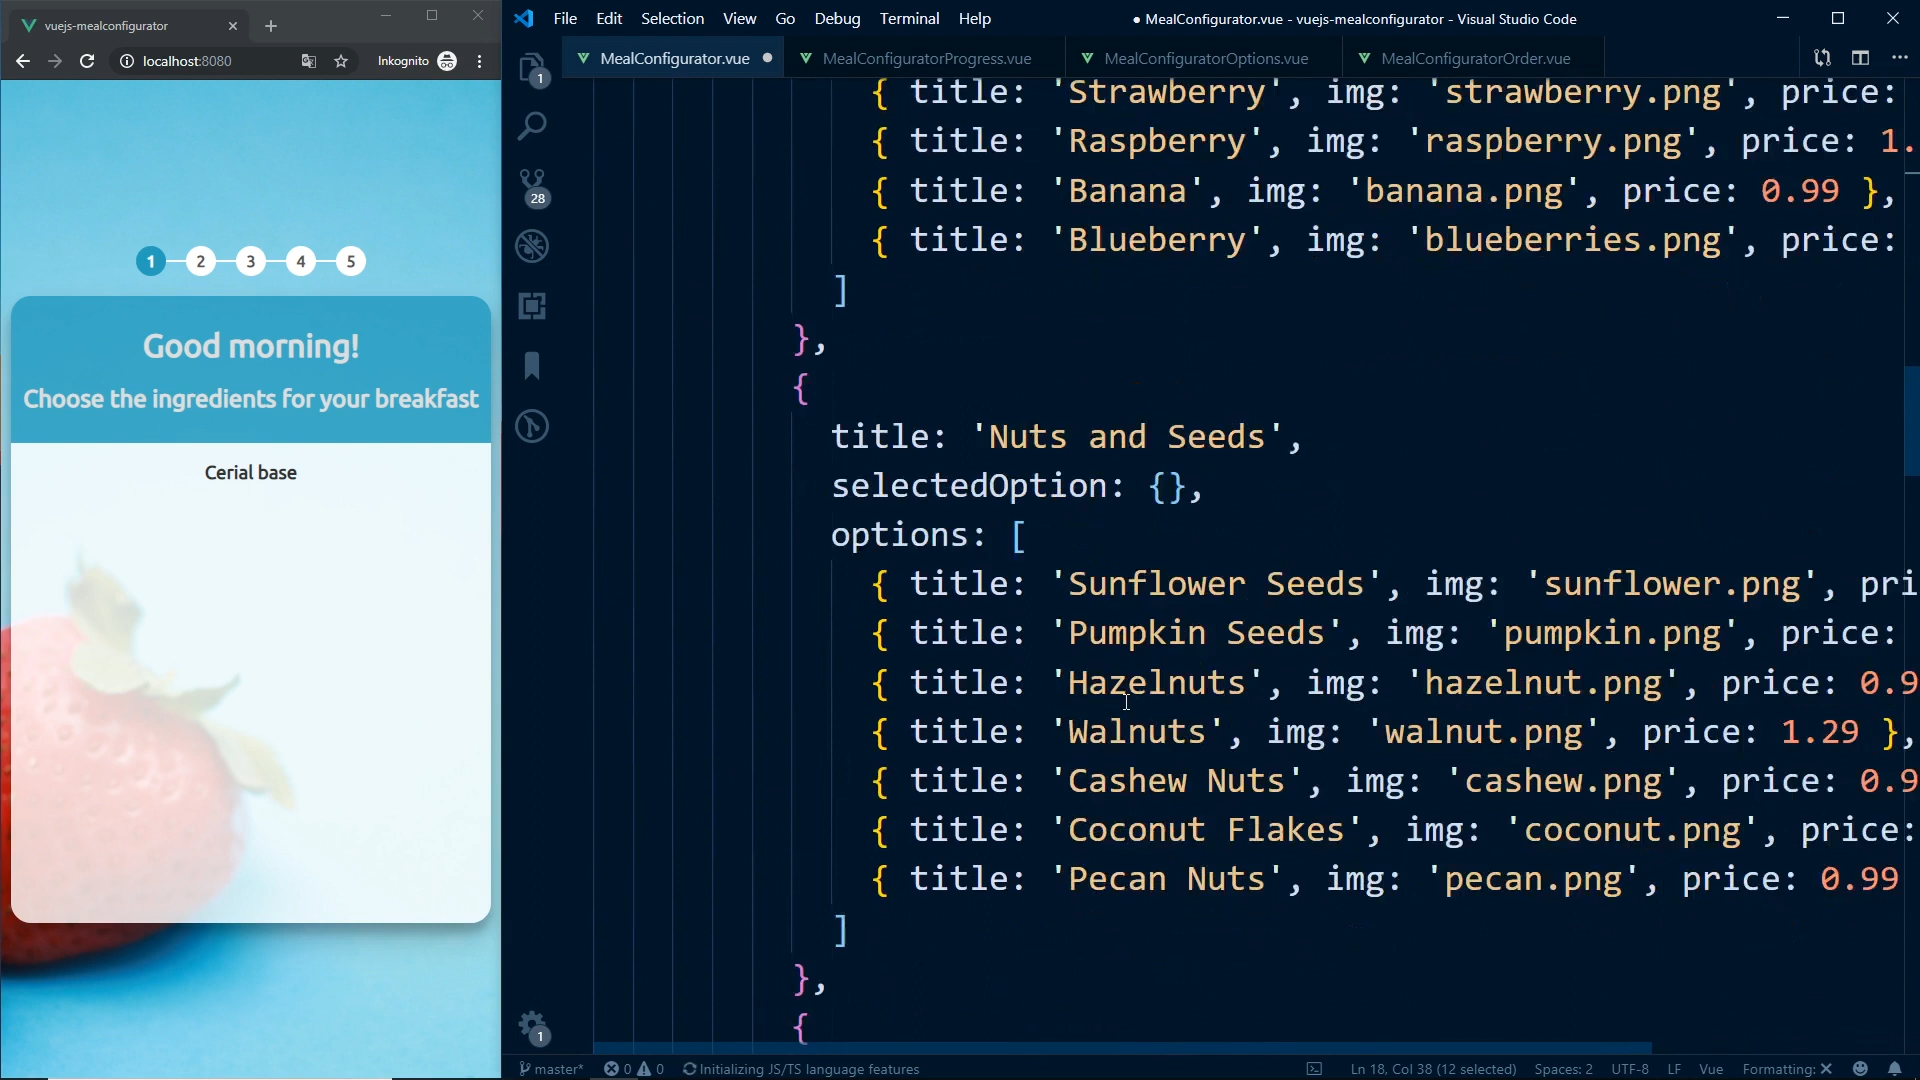 vuejs-mealconfigurator
localhost:8080
Inkognito
1 2 3 4 5
Good morning!
Choose the ingredients for your breakfast
Cerial base
File Edit Selection View Go Debug Terminal Help
● MealConfigurator.vue - vuejs-mealconfigurator - Visual Studio Code
MealConfigurator.vue ● MealConfiguratorProgress.vue MealConfiguratorOptions.vue MealConfiguratorOrder.vue
1
28
1
{ title: 'Strawberry', img: 'strawberry.png', price:
{ title: 'Raspberry', img: 'raspberry.png', price: 1.
{ title: 'Banana', img: 'banana.png', price: 0.99 },
{ title: 'Blueberry', img: 'blueberries.png', price:
]
},
{
title: 'Nuts and Seeds',
selectedOption: {},
options: [
{ title: 'Sunflower Seeds', img: 'sunflower.png', pri
{ title: 'Pumpkin Seeds', img: 'pumpkin.png', price:
{ title: 'Hazelnuts', img: 'hazelnut.png', price: 0.9
{ title: 'Walnuts', img: 'walnut.png', price: 1.29 },
{ title: 'Cashew Nuts', img: 'cashew.png', price: 0.9
{ title: 'Coconut Flakes', img: 'coconut.png', price:
{ title: 'Pecan Nuts', img: 'pecan.png', price: 0.99
]
},
{
master* 0 0 Initializing JS/TS language features Ln 18, Col 38 (12 selected) Spaces: 2 UTF-8 LF Vue Formatting: ✕